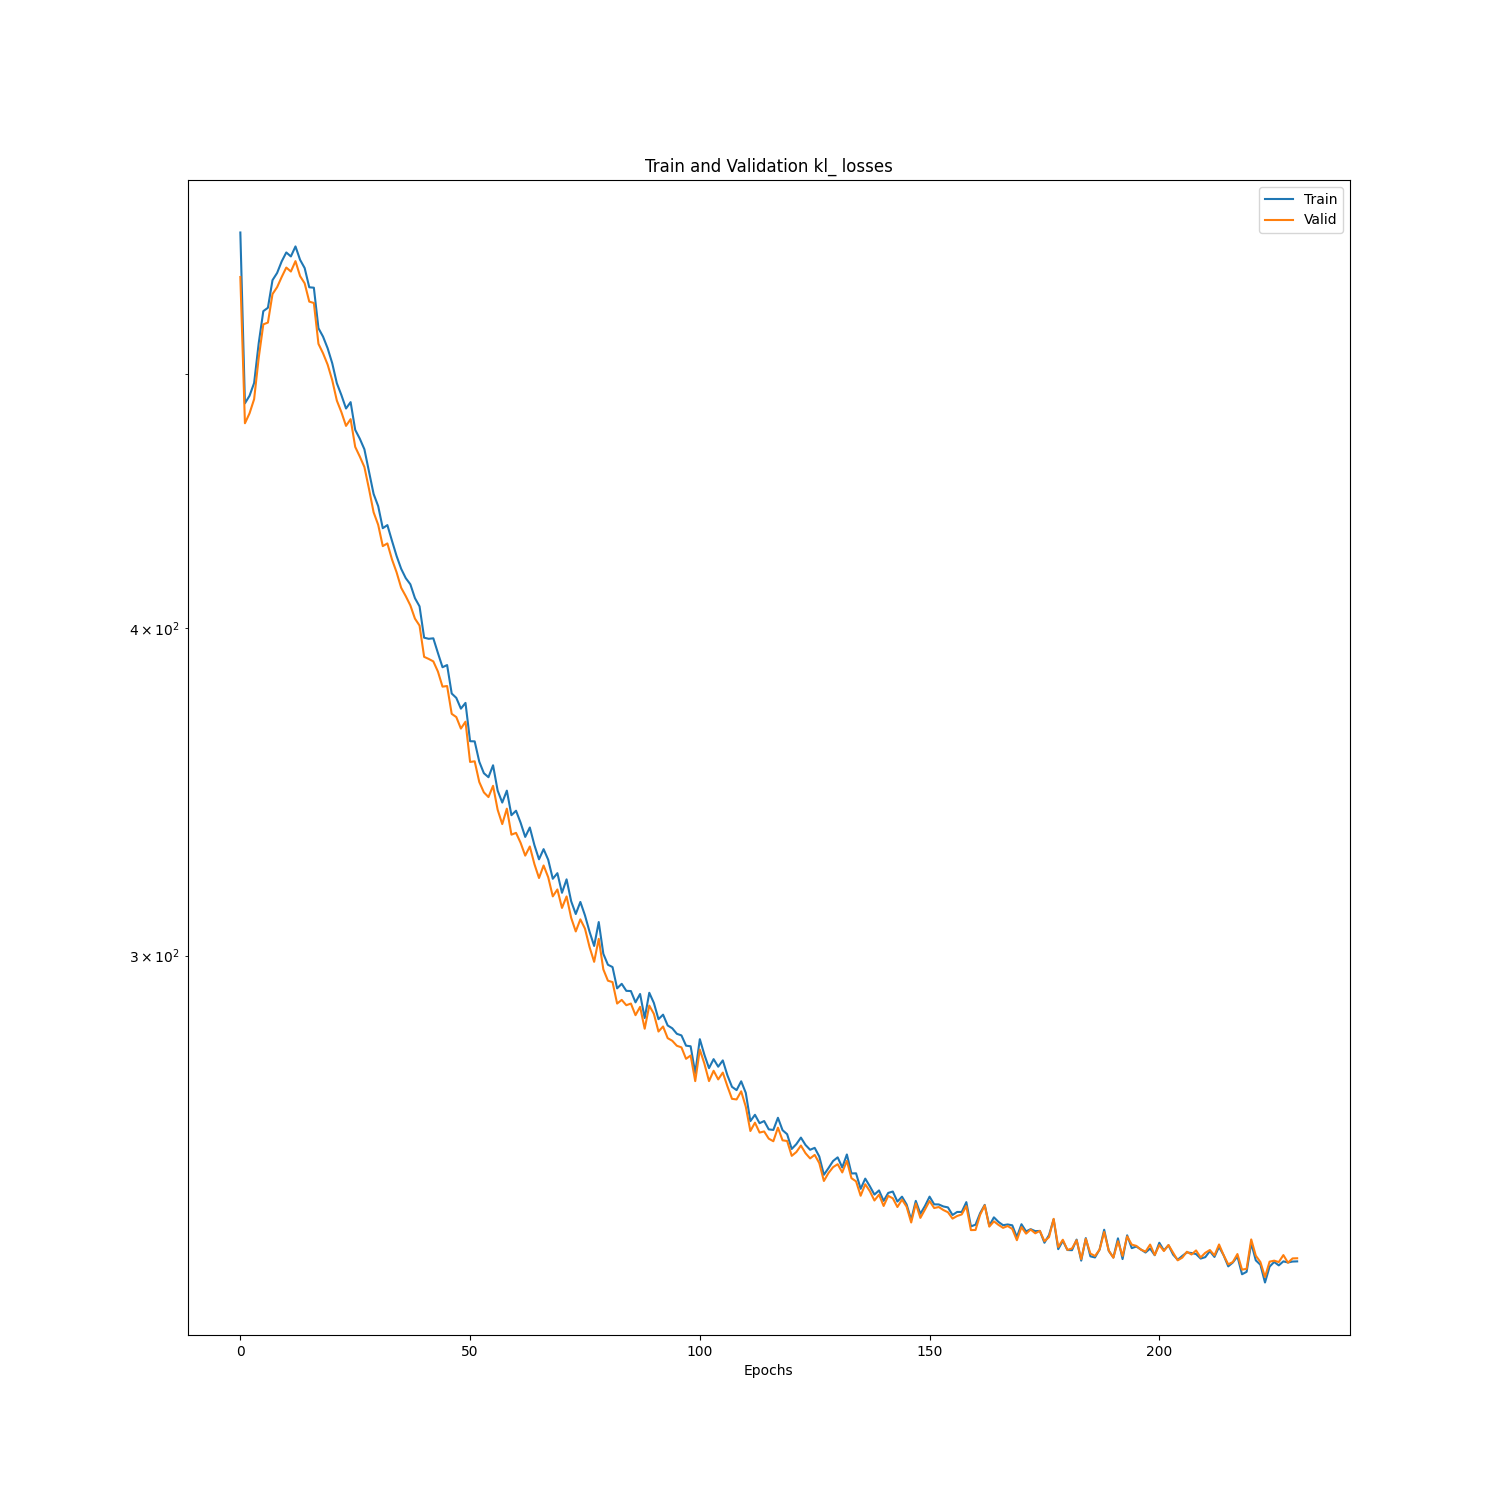 Train and Validation kl_ losses
Train
Valid
4 × 10²
3 × 10²
0 50 100 150 200
Epochs